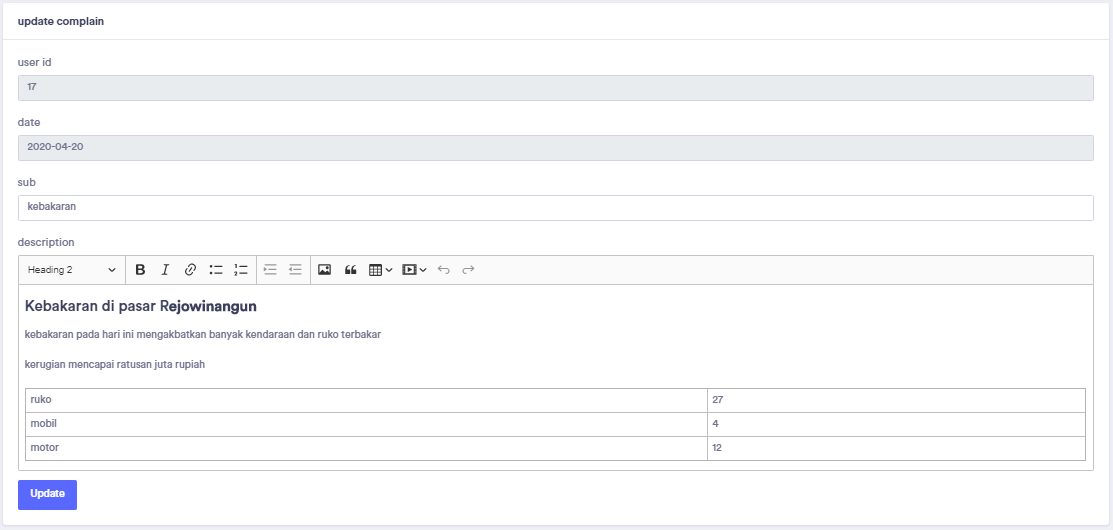 update complain
user id
17
date
2020-04-20
sub
kebakaran
description
Heading 2 B I
Kebakaran di pasar Rejowinangun
kebakaran pada hari ini mengakbatkan banyak kendaraan dan ruko terbakar
kerugian mencapai ratusan juta rupiah
ruko 27
mobil 4
motor 12
Update